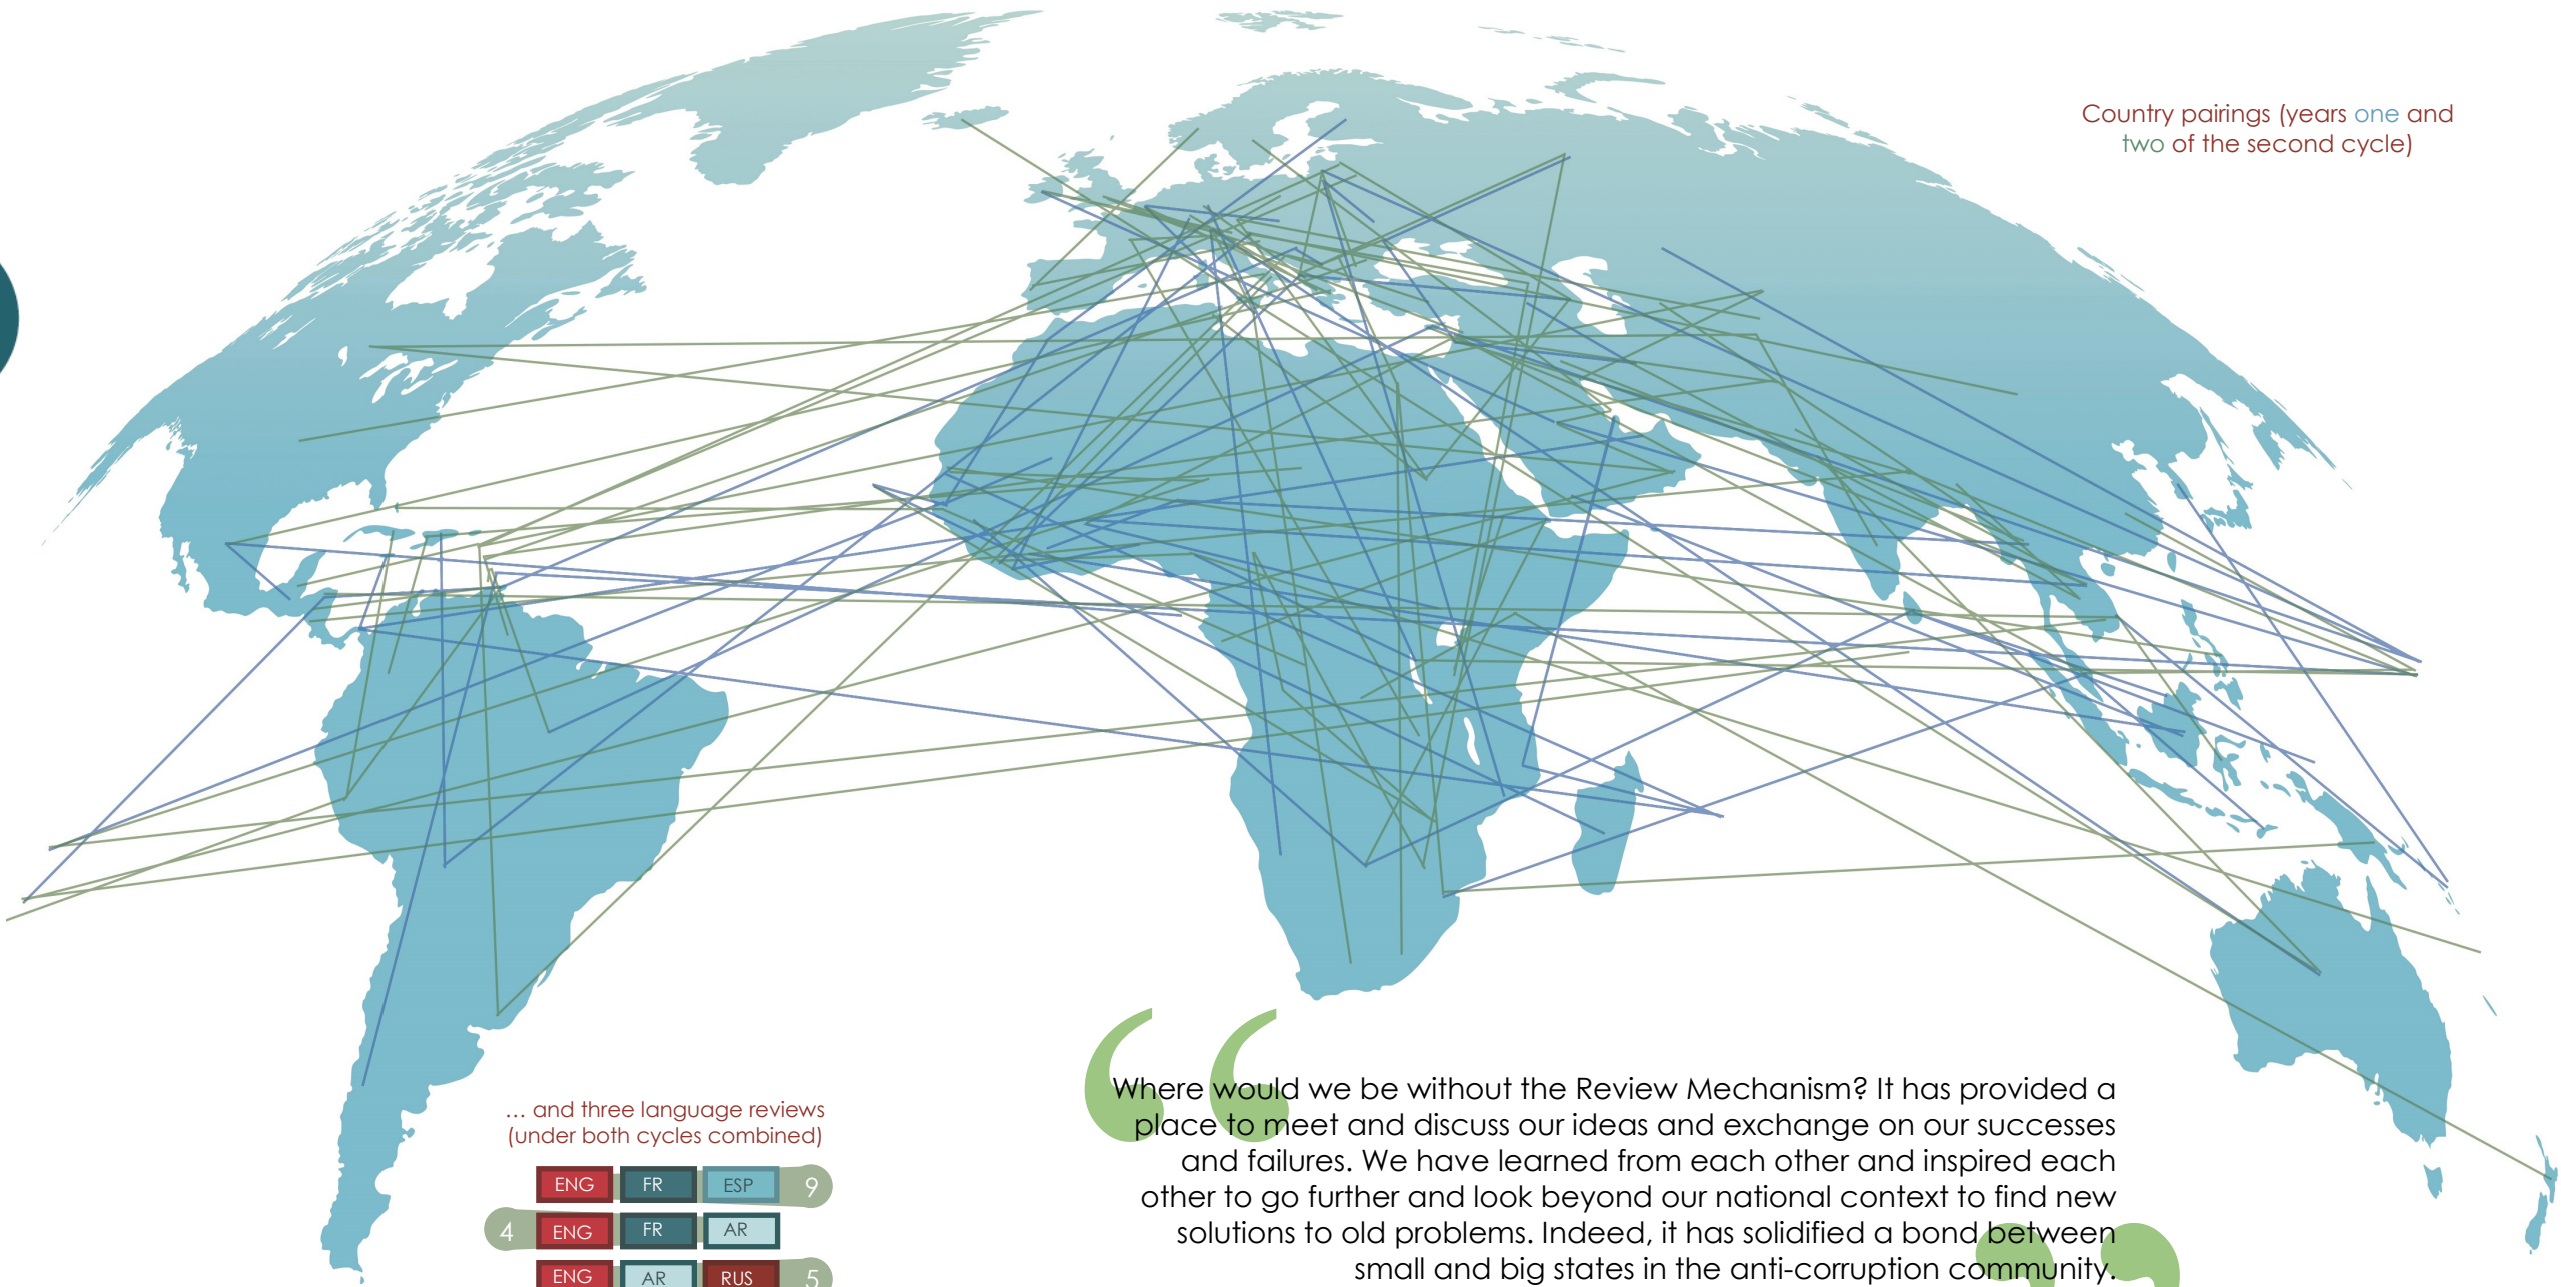 Country pairings (years one and
two of the second cycle)
… and three language reviews
(under both cycles combined)
ENG FR ESP 9
4 ENG FR AR
ENG AR RUS 5
Where would we be without the Review Mechanism? It has provided a
place to meet and discuss our ideas and exchange on our successes
and failures. We have learned from each other and inspired each
other to go further and look beyond our national context to find new
solutions to old problems. Indeed, it has solidified a bond between
small and big states in the anti-corruption community.